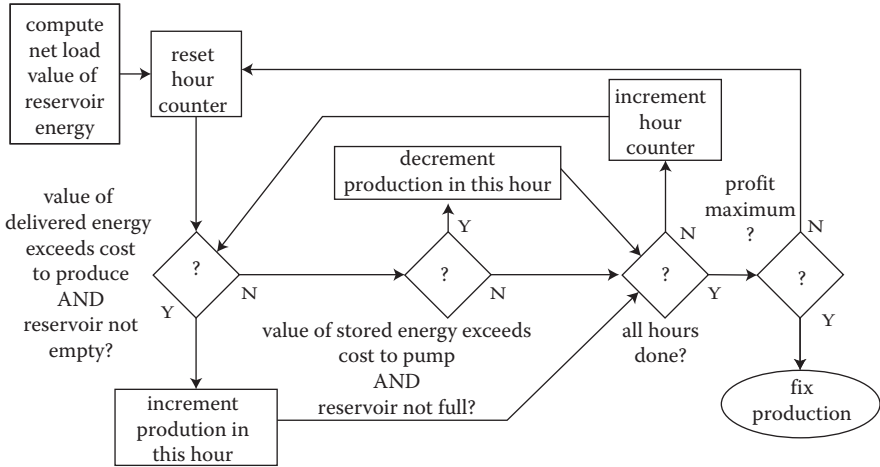 compute
net load
value of
reservoir
energy
reset
hour
counter
increment
hour
counter
decrement
production in this hour
profit
maximum
?
N
value of
delivered energy
exceeds cost
to produce
AND
reservoir not
empty?
?
Y
N
Y
?
N
value of stored energy exceeds
cost to pump
AND
reservoir not full?
N
?
Y
all hours
done?
?
Y
increment
prodution in
this hour
fix
production